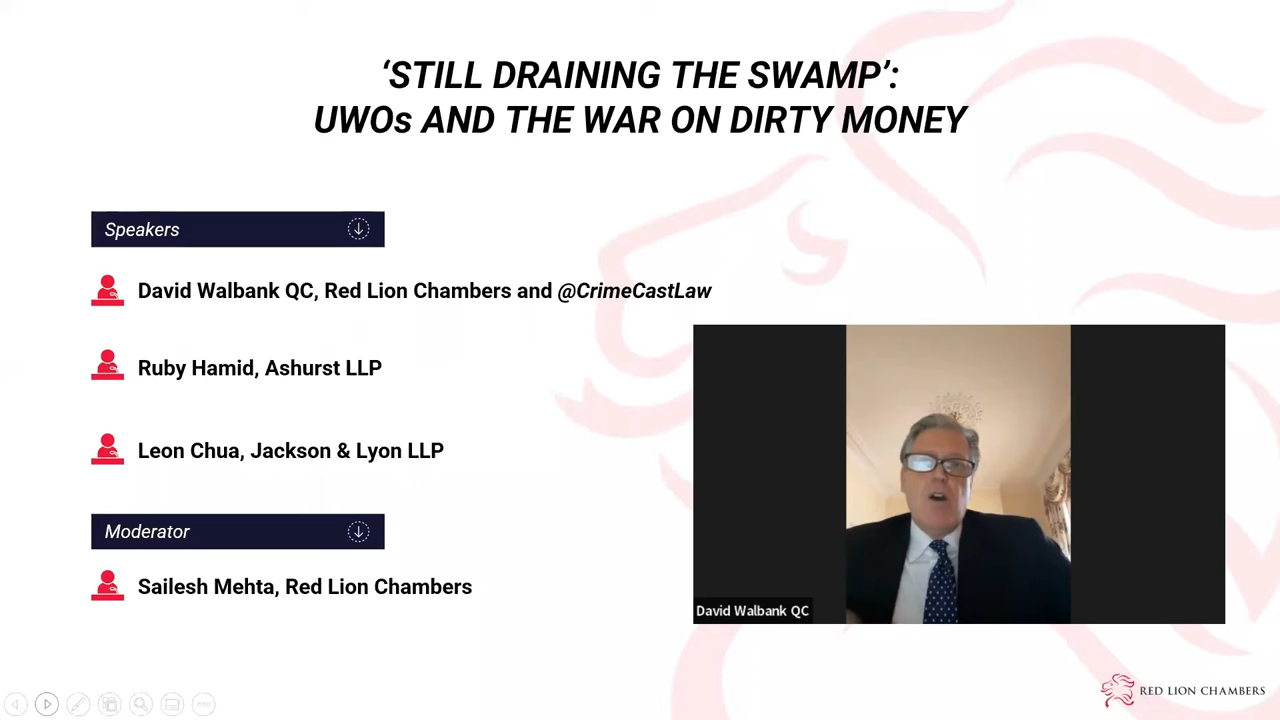 ‘STILL DRAINING THE SWAMP’:
UWOs AND THE WAR ON DIRTY MONEY
Speakers
David Walbank QC, Red Lion Chambers and @CrimeCastLaw
Ruby Hamid, Ashurst LLP
Leon Chua, Jackson & Lyon LLP
Moderator
Sailesh Mehta, Red Lion Chambers
David Walbank QC
RED LION CHAMBERS